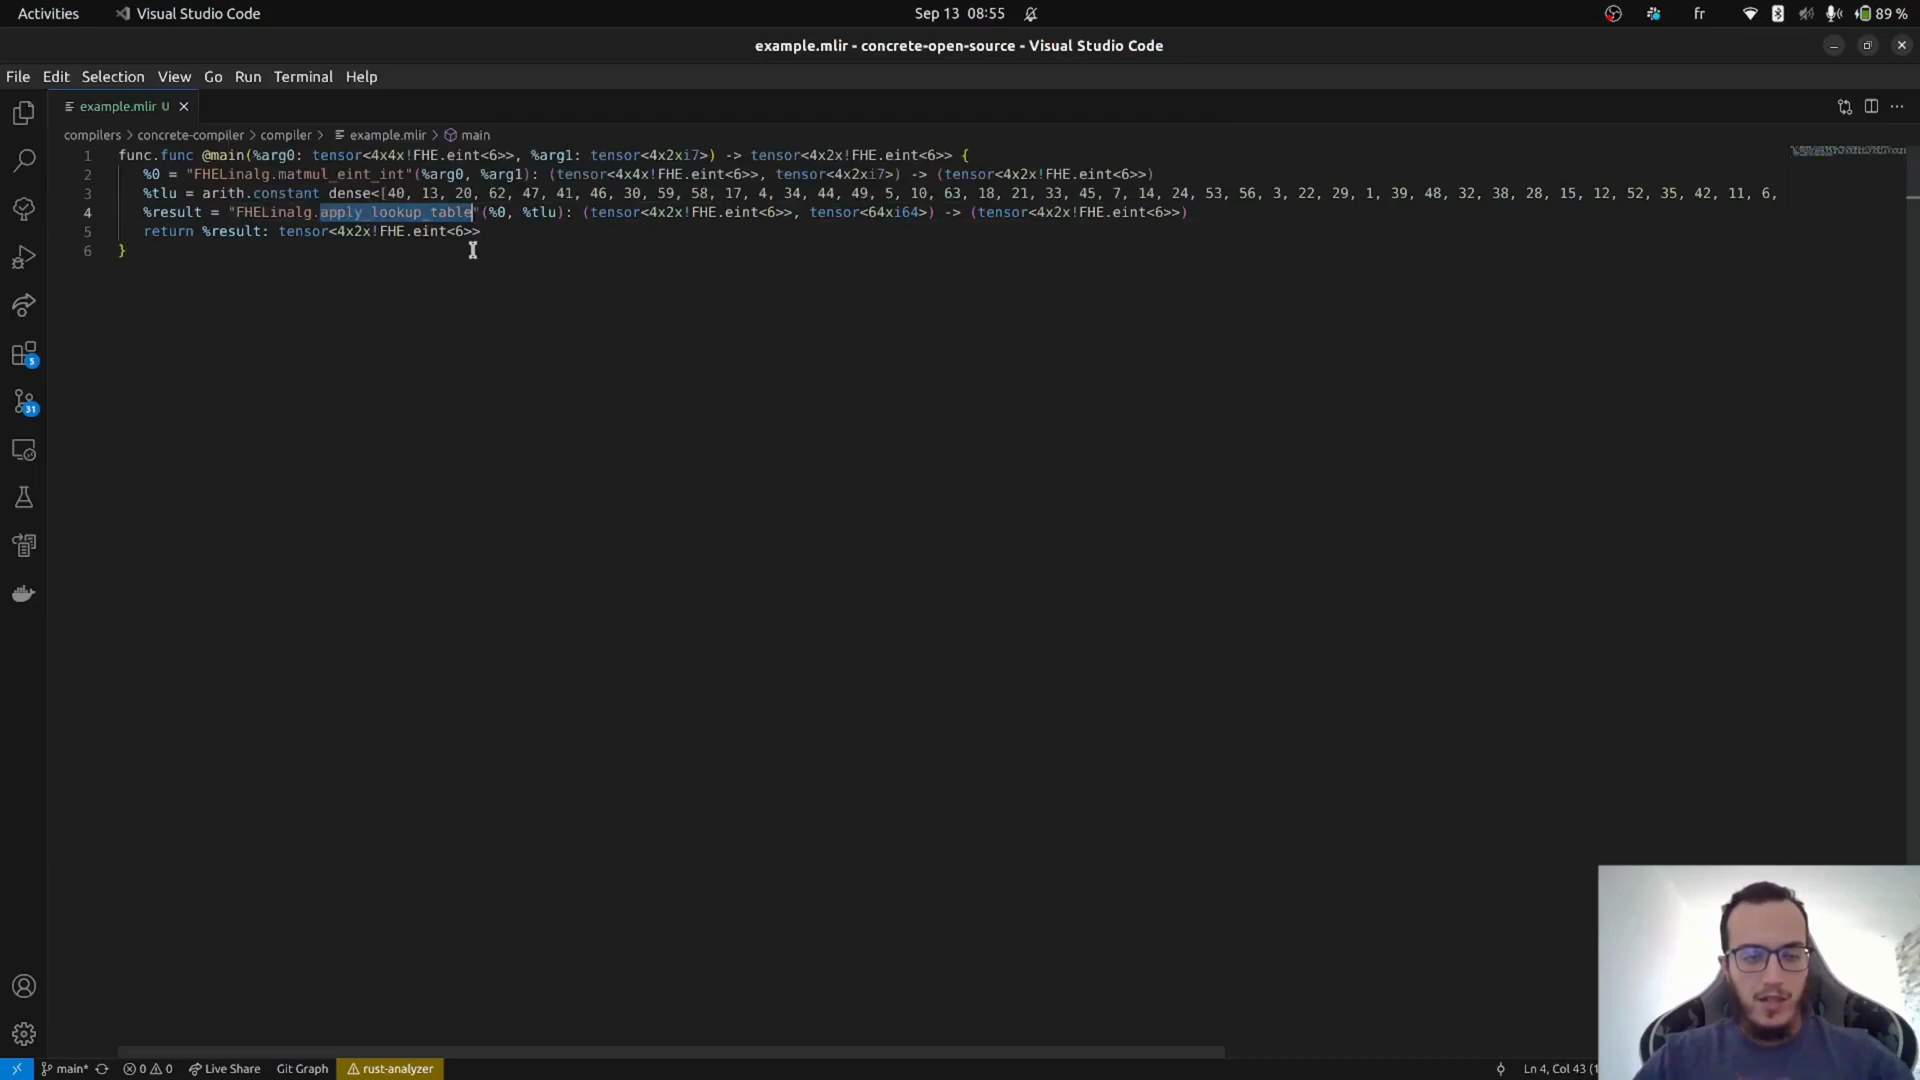 Activities Visual Studio Code Sep 13 08:55 fr 89 %
example.mlir - concrete-open-source - Visual Studio Code
File Edit Selection View Go Run Terminal Help
example.mlir U
compilers > concrete-compiler > compiler > example.mlir > main
1 func.func @main(%arg0: tensor<4x4x!FHE.eint<6>>, %arg1: tensor<4x2xi7>) -> tensor<4x2x!FHE.eint<6>> {
2 %0 = "FHELinalg.matmul_eint_int"(%arg0, %arg1): (tensor<4x4x!FHE.eint<6>>, tensor<4x2xi7>) -> (tensor<4x2x!FHE.eint<6>>)
3 %tlu = arith.constant dense<[40, 13, 20, 62, 47, 41, 46, 30, 59, 58, 17, 4, 34, 44, 49, 5, 10, 63, 18, 21, 33, 45, 7, 14, 24, 53, 56, 3, 22, 29, 1, 39, 48, 32, 38, 28, 15, 12, 52, 35, 42, 11, 6,
4 %result = "FHELinalg.apply_lookup_table"(%0, %tlu): (tensor<4x2x!FHE.eint<6>>, tensor<64xi64>) -> (tensor<4x2x!FHE.eint<6>>)
5 return %result: tensor<4x2x!FHE.eint<6>>
6 }
5
31
main* 0 0 Live Share Git Graph rust-analyzer Ln 4, Col 43 (1